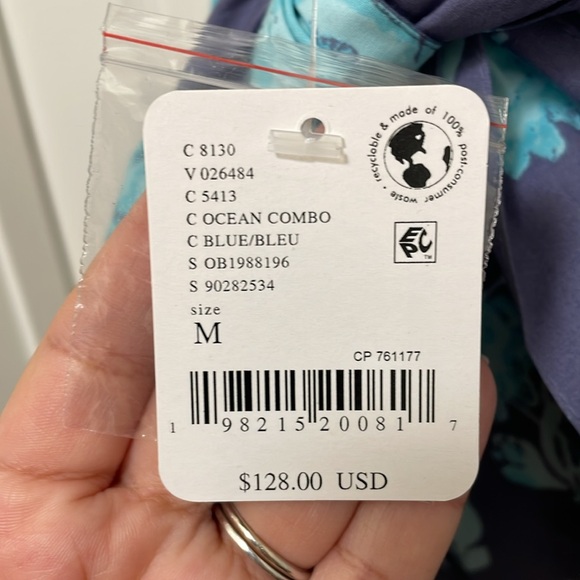 C 8130
V 026484
C 5413
C OCEAN COMBO
C BLUE/BLEU
S OB1988196
S 90282534
size
M
recyclable & made of 100% post-consumer waste •
EPC™
CP 761177
1 98215 20081 7
$128.00 USD